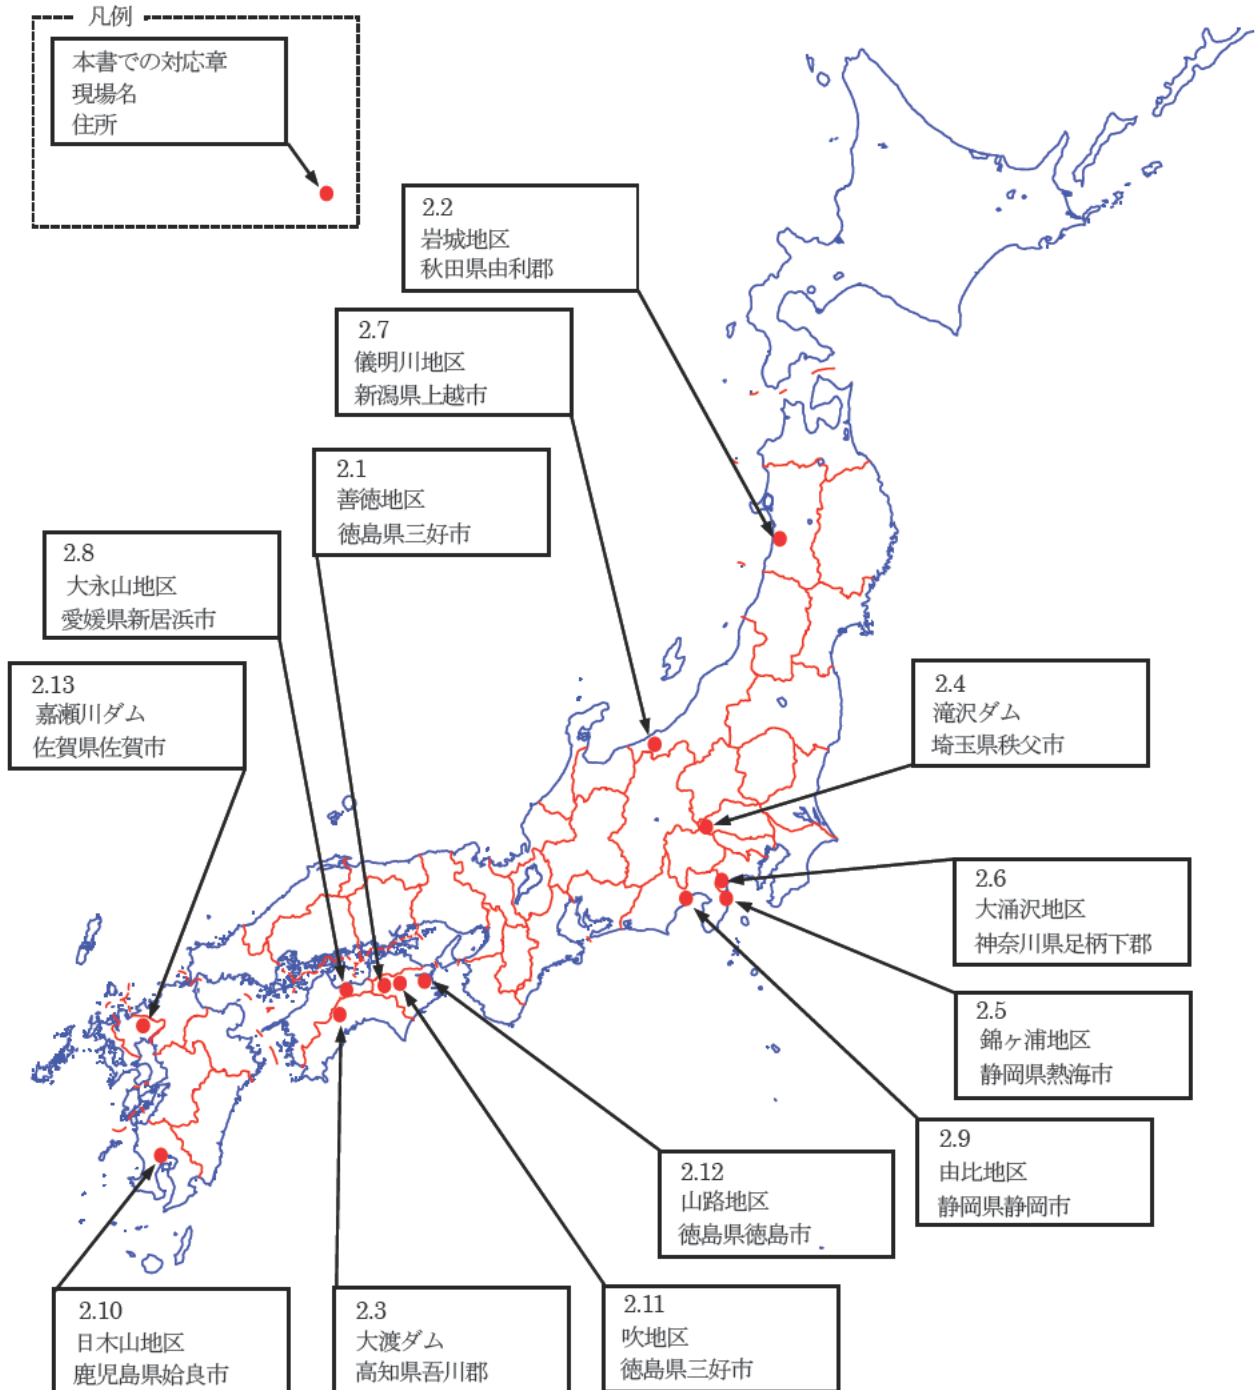 凡例
本書での対応章
現場名
住所
2.2
岩城地区
秋田県由利郡
2.7
儀明川地区
新潟県上越市
2.1
善徳地区
徳島県三好市
2.8
大永山地区
愛媛県新居浜市
2.13
嘉瀬川ダム
佐賀県佐賀市
2.4
滝沢ダム
埼玉県秩父市
2.6
大涌沢地区
神奈川県足柄下郡
2.5
錦ヶ浦地区
静岡県熱海市
2.9
由比地区
静岡県静岡市
2.12
山路地区
徳島県徳島市
2.10
日木山地区
鹿児島県姶良市
2.3
大渡ダム
高知県吾川郡
2.11
吹地区
徳島県三好市